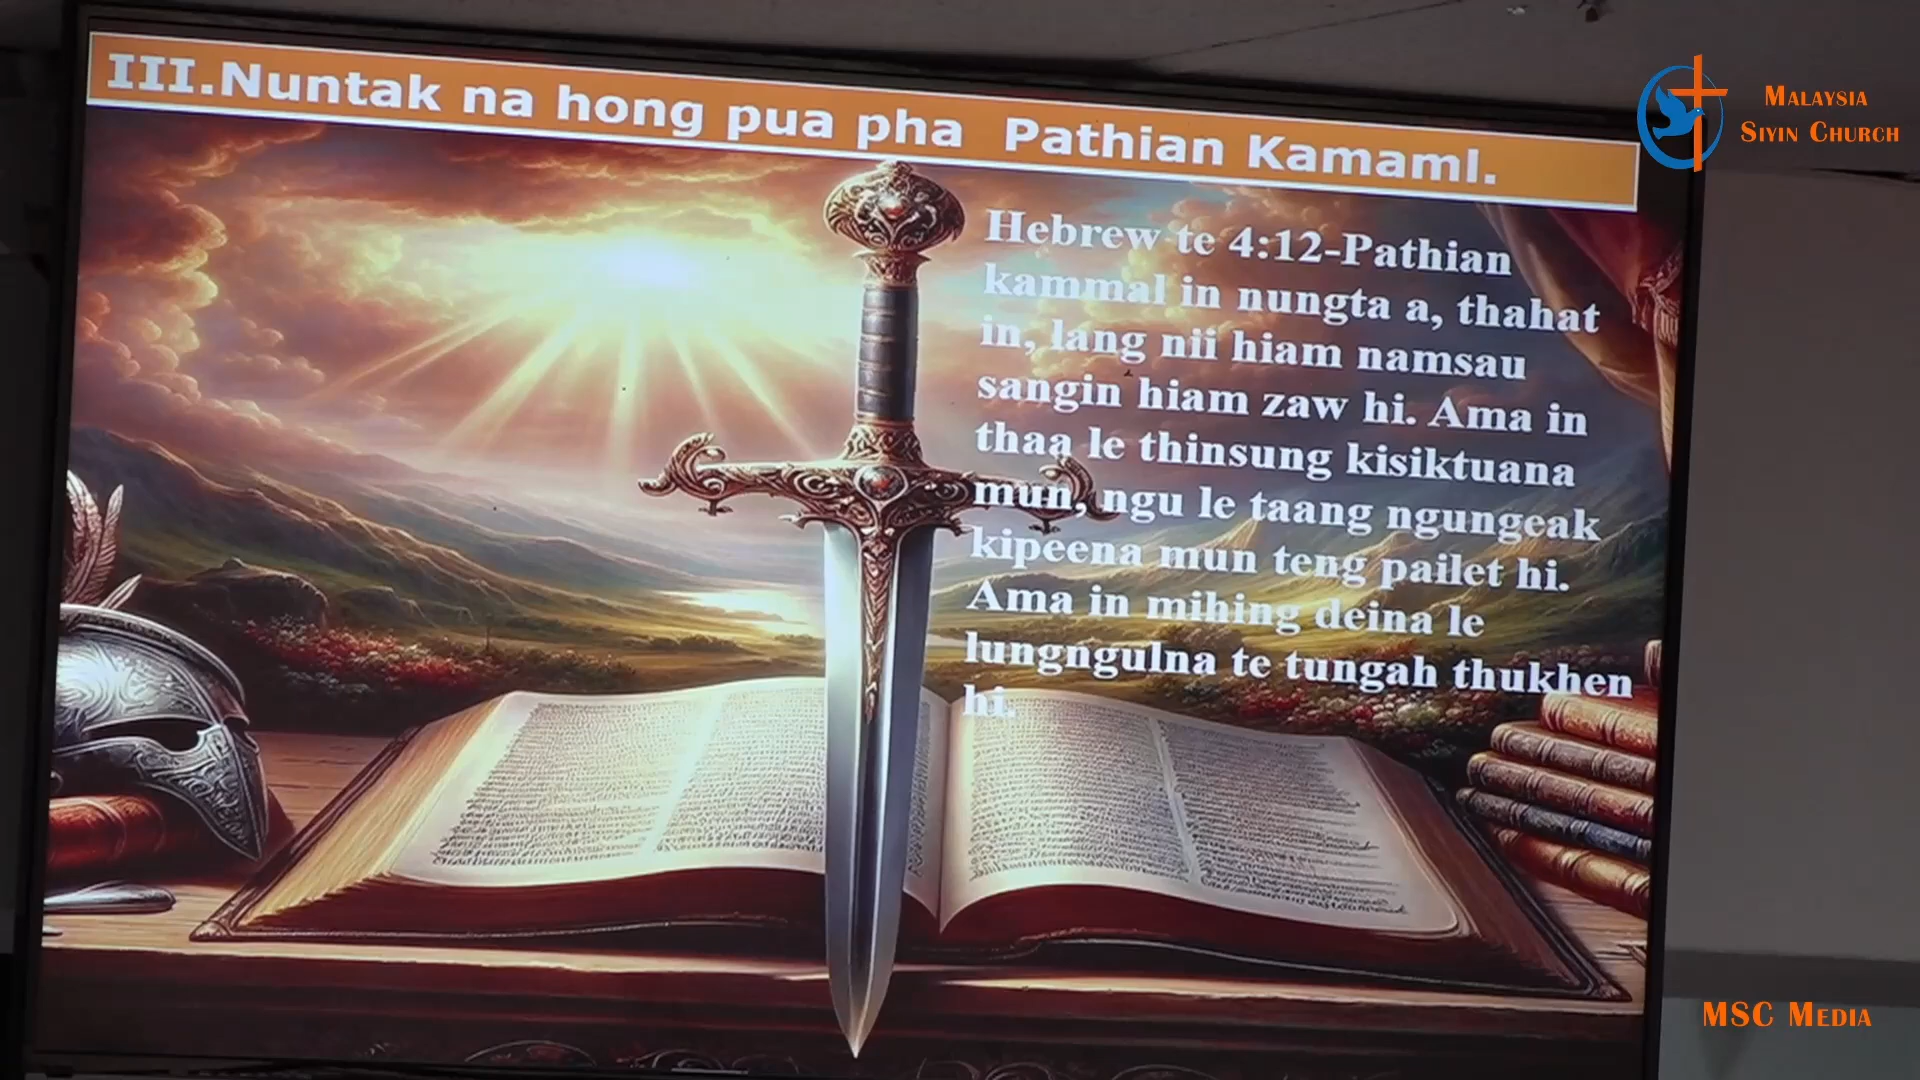 III.Nuntak na hong pua pha Pathian Kamaml.
Hebrew te 4:12-Pathian
kammal in nungta a, thahat
in, lang nii hiam namsau
sangin hiam zaw hi. Ama in
thaa le thinsung kisiktuana
mun, ngu le taang ngungeak
kipeena mun teng pailet hi.
Ama in mihing deina le
lungngulna te tungah thukhen
hi.
Malaysia
Siyin Church
MSC Media